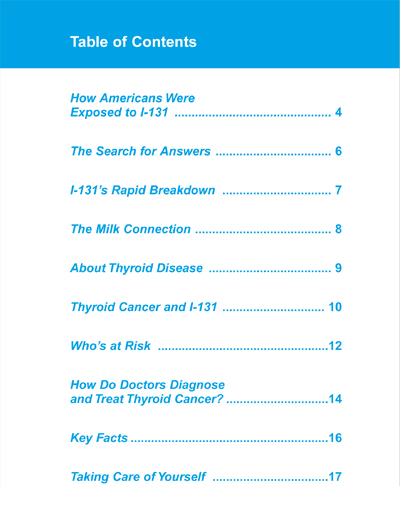 Table of Contents
How Americans Were
Exposed to I-131 .............................................. 4
The Search for Answers .................................. 6
I-131's Rapid Breakdown ................................ 7
The Milk Connection ........................................ 8
About Thyroid Disease .................................... 9
Thyroid Cancer and I-131 .............................. 10
Who's at Risk ..................................................12
How Do Doctors Diagnose
and Treat Thyroid Cancer? ..............................14
Key Facts ..........................................................16
Taking Care of Yourself ..................................17